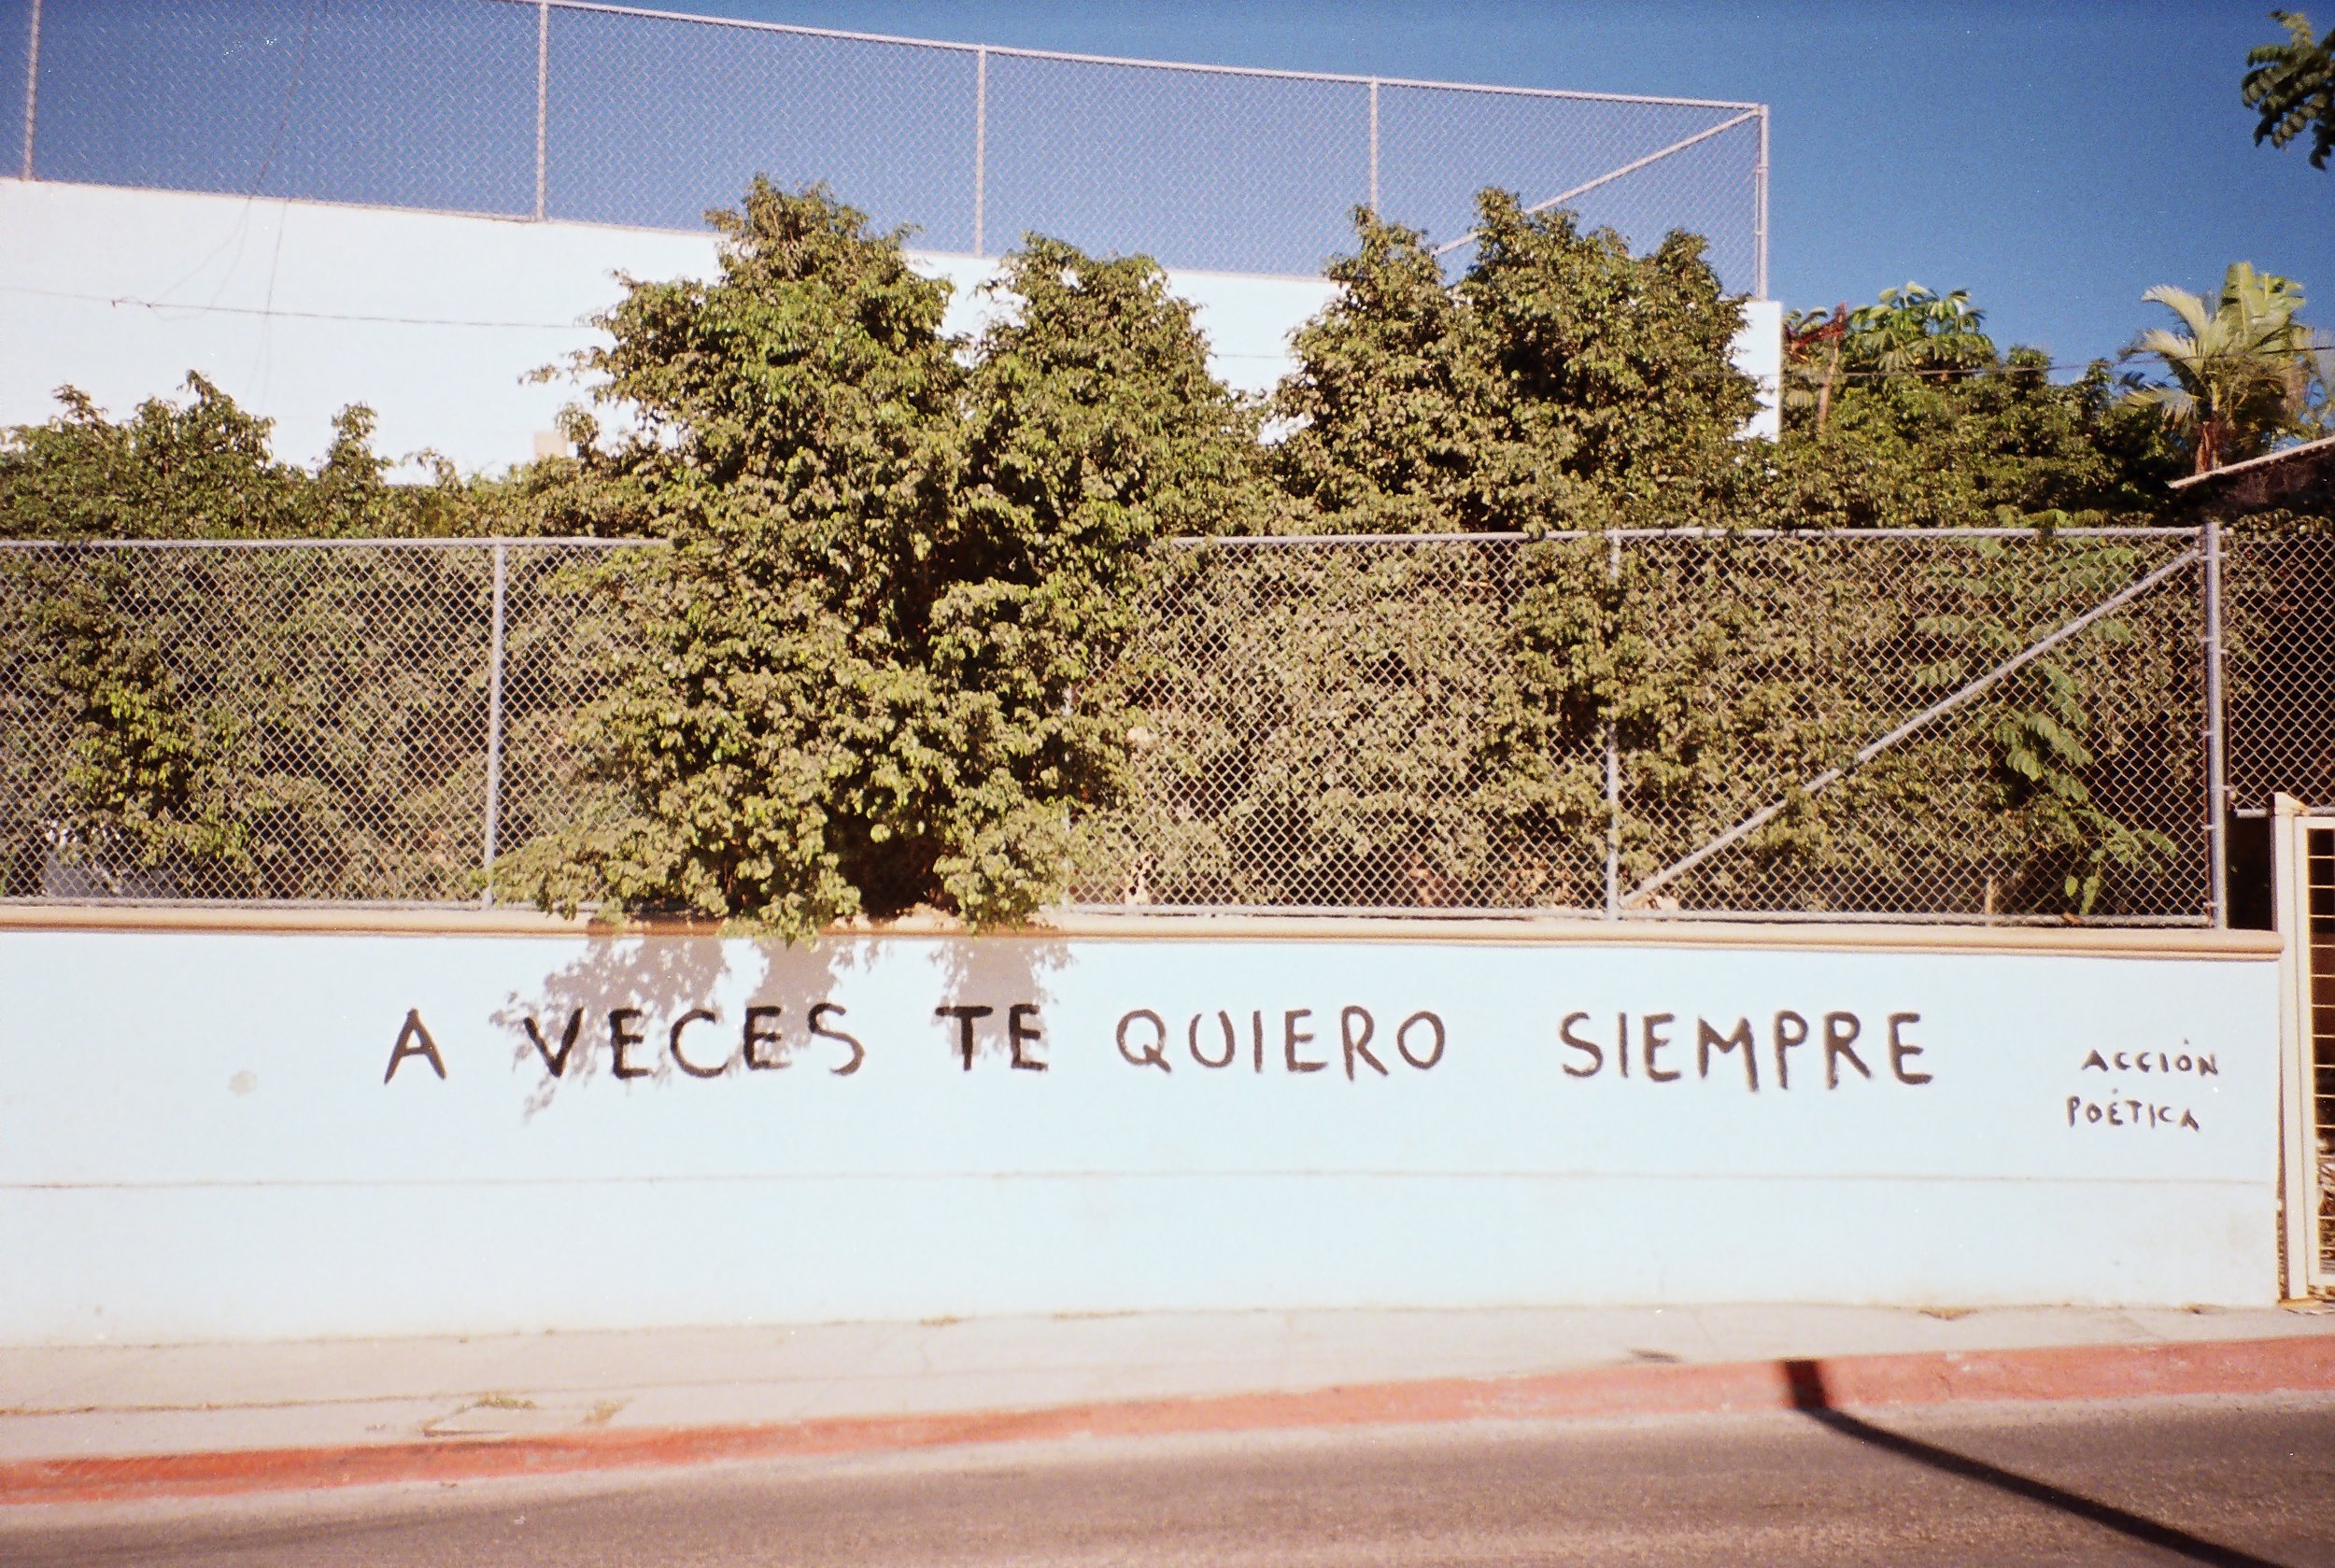 A VECES TE QUIERO SIEMPRE
ACCIÓN
POÉTICA